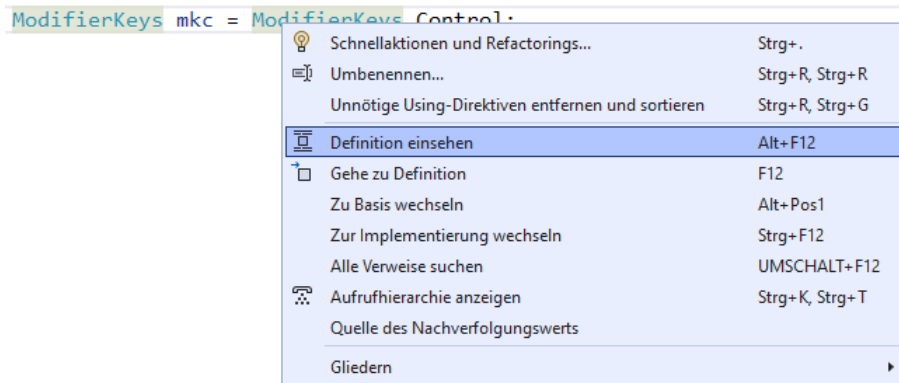 ModifierKeys mkc = ModifierKeys.Control;
Schnellaktionen und Refactorings... Strg+.
Umbenennen... Strg+R, Strg+R
Unnötige Using-Direktiven entfernen und sortieren Strg+R, Strg+G
Definition einsehen Alt+F12
Gehe zu Definition F12
Zu Basis wechseln Alt+Pos1
Zur Implementierung wechseln Strg+F12
Alle Verweise suchen UMSCHALT+F12
Aufrufhierarchie anzeigen Strg+K, Strg+T
Quelle des Nachverfolgungswerts
Gliedern